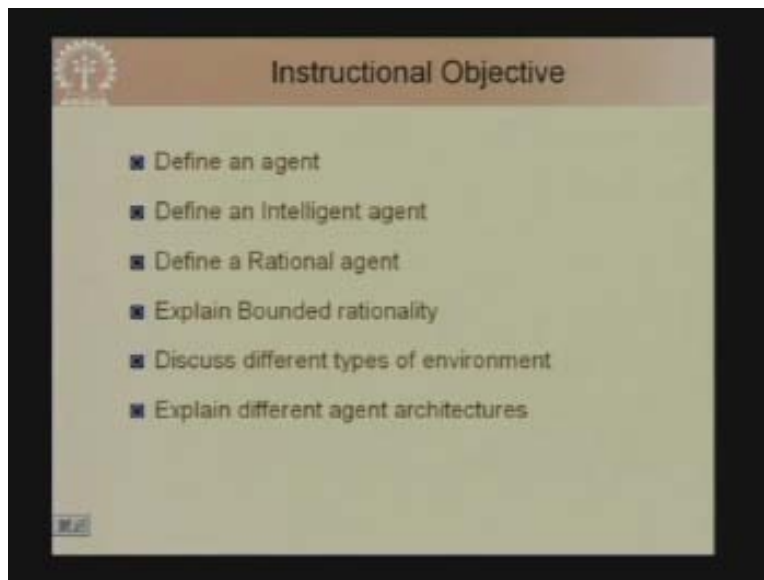 Instructional Objective
Define an agent
Define an Intelligent agent
Define a Rational agent
Explain Bounded rationality
Discuss different types of environment
Explain different agent architectures